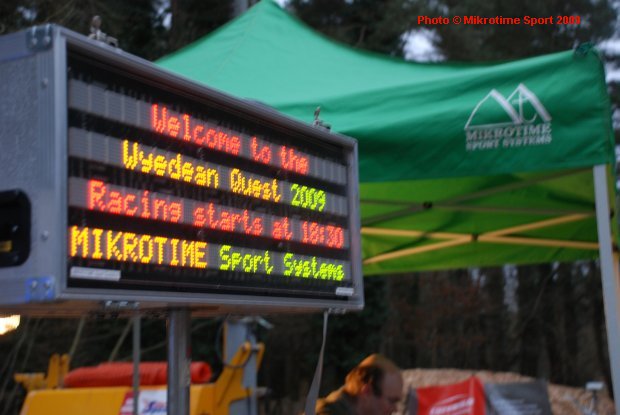 Photo © Mikrotime Sport 2009
MIKROTIME
SPORT SYSTEMS
Welcome to the
Wyedean Quest 2009
Racing starts at 18:30
MIKROTIME Sport Systems